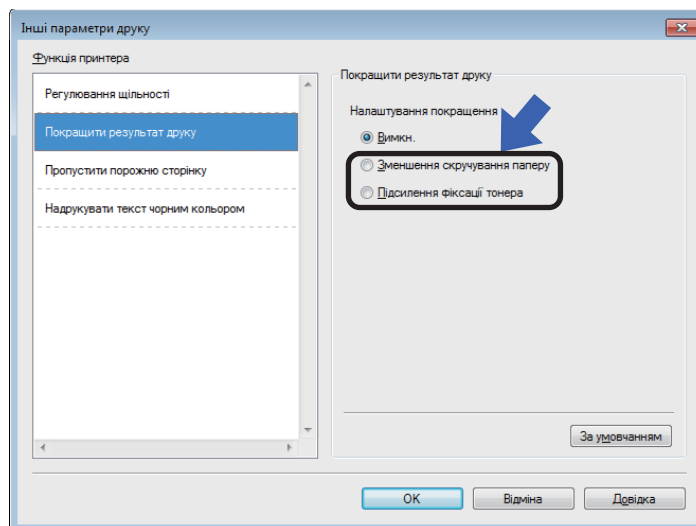 Інші параметри друку
Функція принтера
Регулювання щільності
Покращити результат друку
Пропустити порожню сторінку
Надрукувати текст чорним кольором
Покращити результат друку
Налаштування покращення
Вимкн.
Зменшення скручування паперу
Підсилення фіксації тонера
За умовчанням
OK
Відміна
Довідка